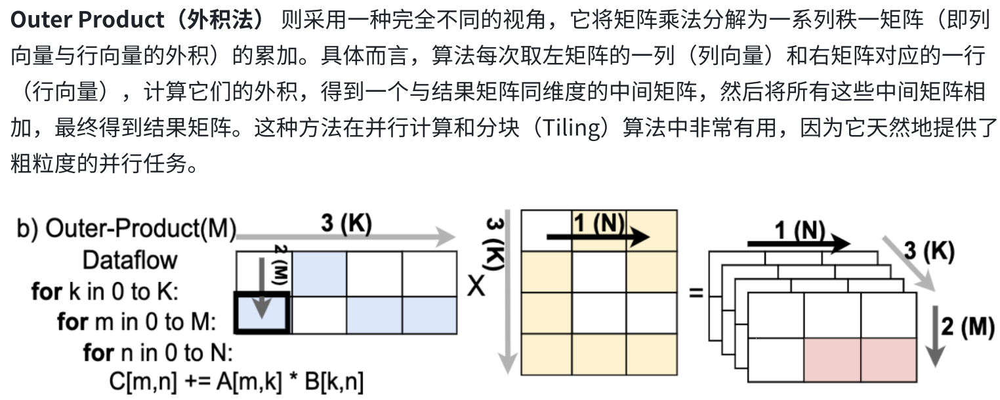 Outer Product（外积法） 则采用一种完全不同的视角，它将矩阵乘法分解为一系列秩一矩阵（即列
向量与行向量的外积）的累加。具体而言，算法每次取左矩阵的一列（列向量）和右矩阵对应的一行
（行向量），计算它们的外积，得到一个与结果矩阵同维度的中间矩阵，然后将所有这些中间矩阵相
加，最终得到结果矩阵。这种方法在并行计算和分块（Tiling）算法中非常有用，因为它天然地提供了
粗粒度的并行任务。
b) Outer-Product(M)
Dataflow
for k in 0 to K:
for m in 0 to M:
for n in 0 to N:
C[m,n] += A[m,k] * B[k,n]
3 (K)
2 (M)
X
3 (K)
1 (N)
=
1 (N)
3 (K)
2 (M)